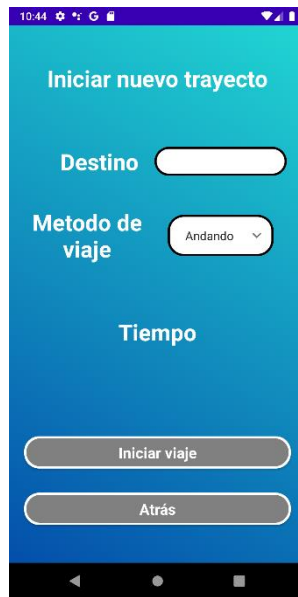 10:44 G
Iniciar nuevo trayecto
Destino
Metodo de
viaje
Andando
Tiempo
Iniciar viaje
Atrás